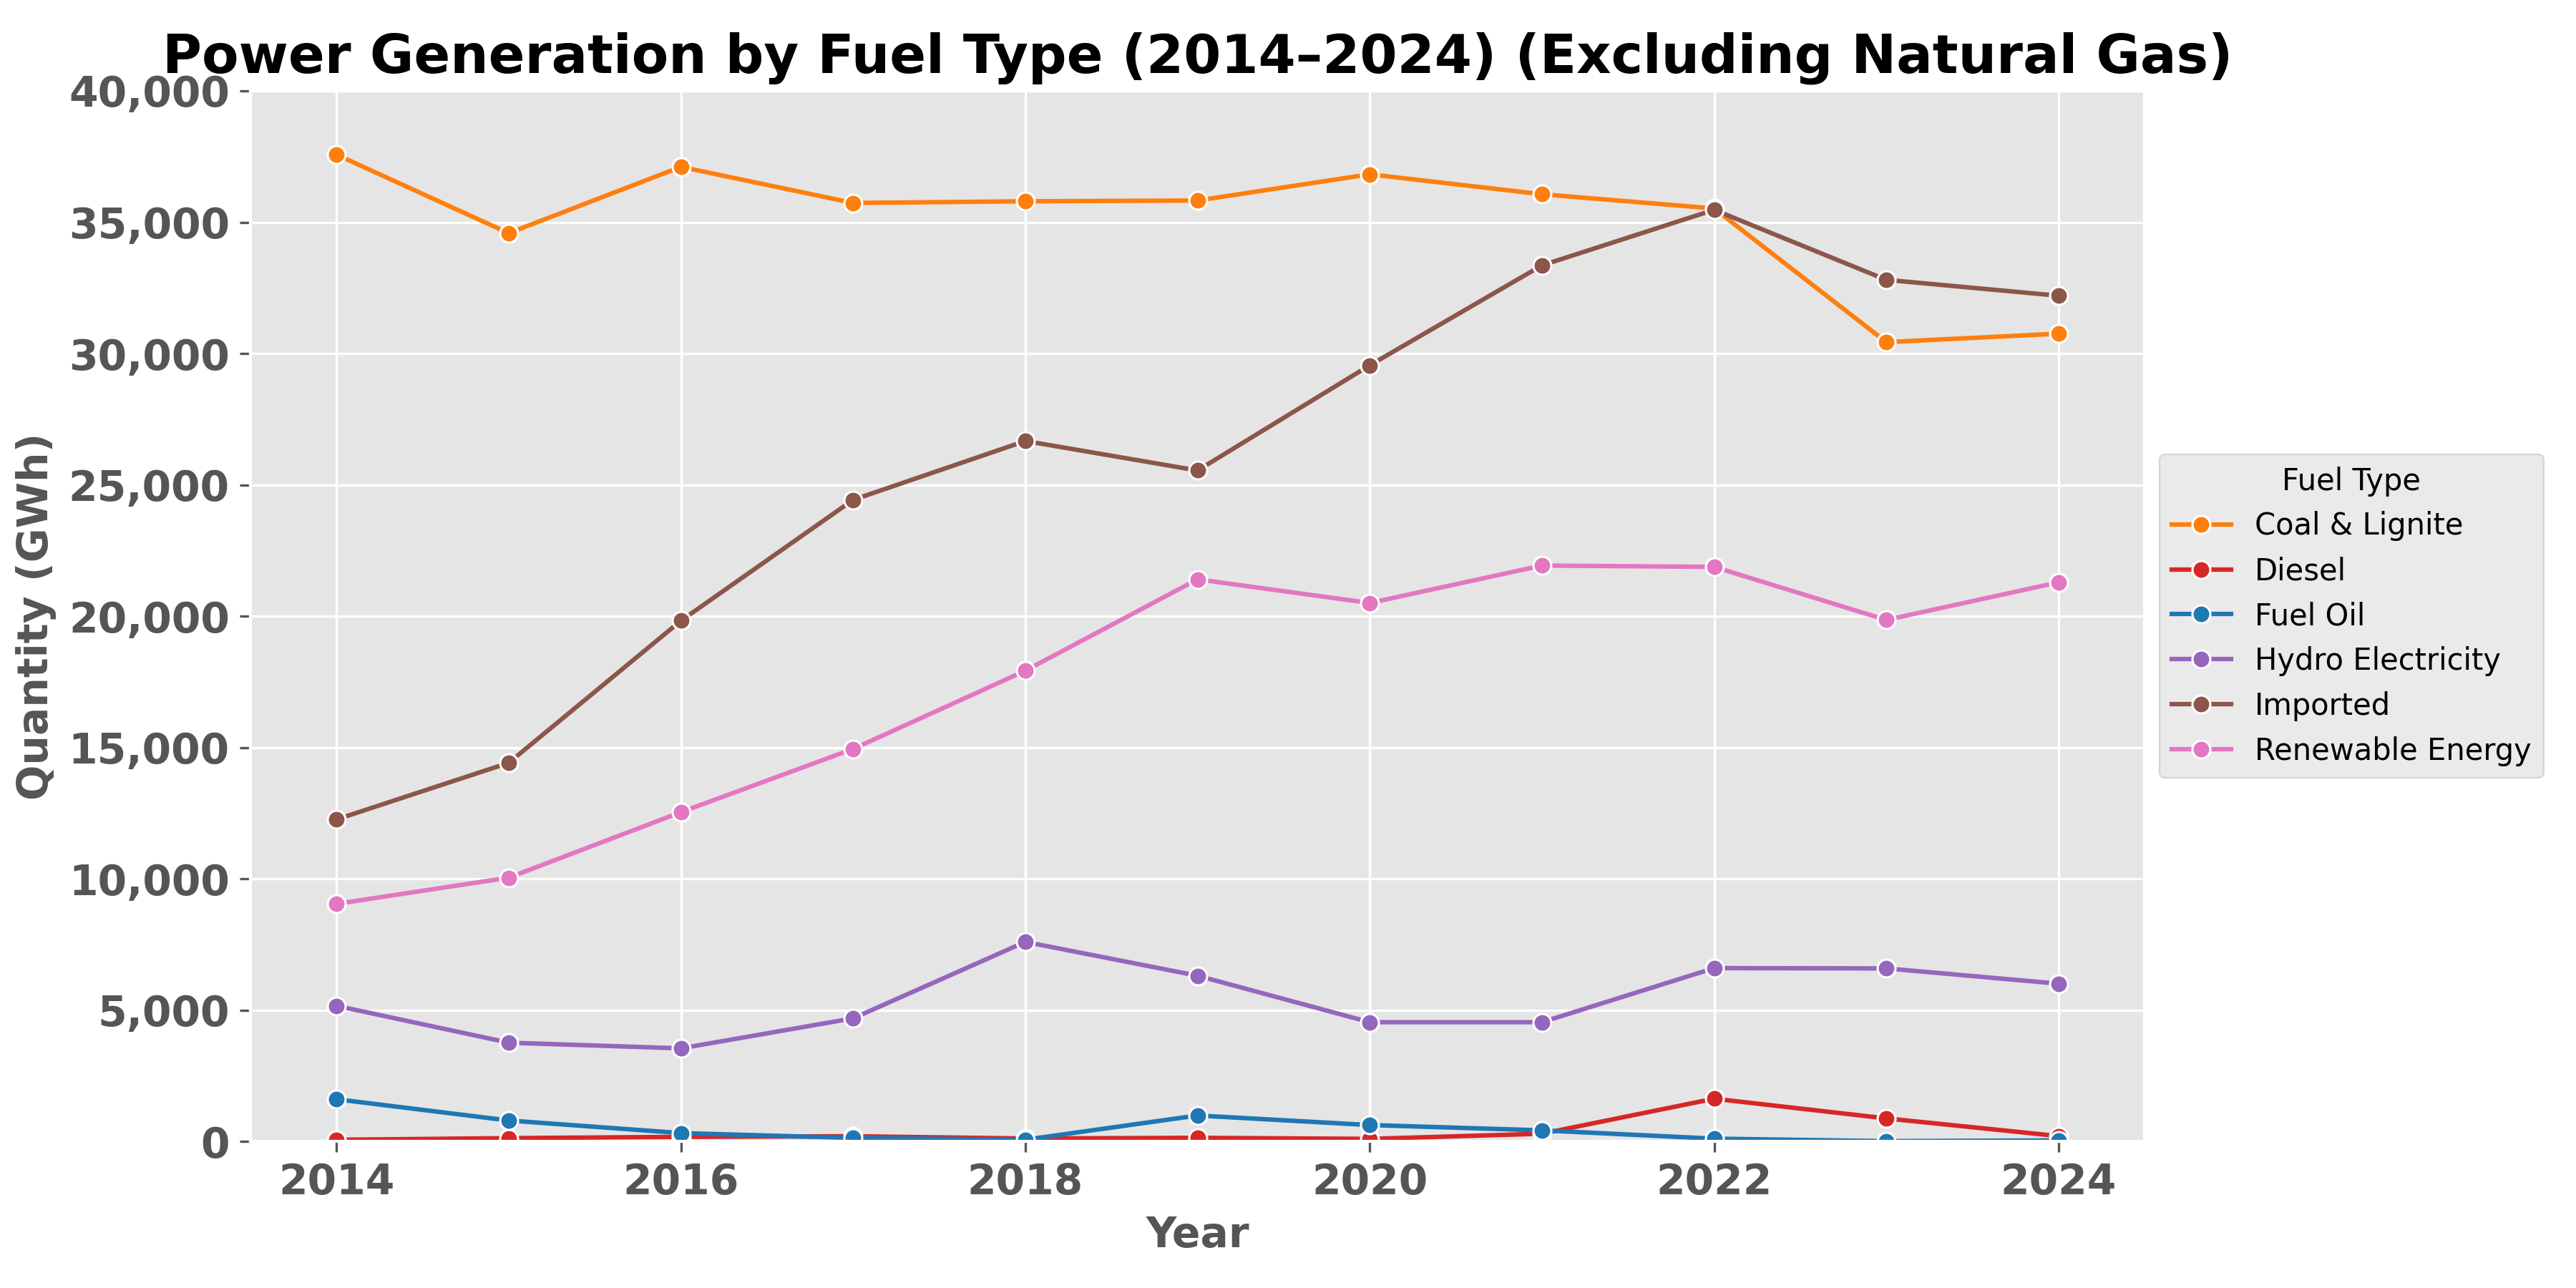 Power Generation by Fuel Type (2014–2024) (Excluding Natural Gas)
Quantity (GWh)
40,000
35,000
30,000
25,000
20,000
15,000
10,000
5,000
0
2014 2016 2018 2020 2022 2024
Year
Fuel Type
Coal & Lignite
Diesel
Fuel Oil
Hydro Electricity
Imported
Renewable Energy